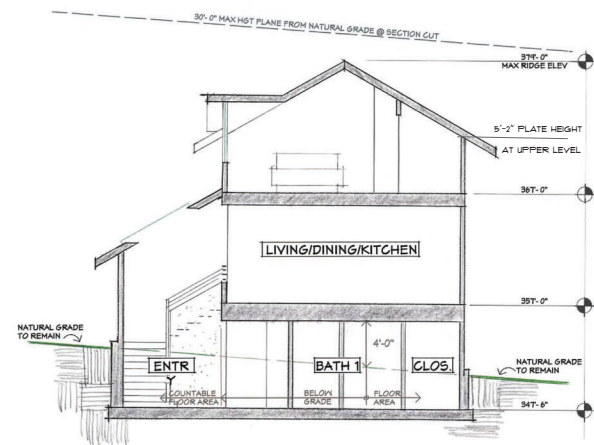 30'-0" MAX HGT PLANE FROM NATURAL GRADE @ SECTION CUT
379'-0"
MAX RIDGE ELEV
5'-2" PLATE HEIGHT
AT UPPER LEVEL
367'-0"
LIVING/DINING/KITCHEN
357'-0"
NATURAL GRADE
TO REMAIN
4'-0"
ENTR
Y
BATH 1
CLOS.
NATURAL GRADE
TO REMAIN
COUNTABLE
FLOOR AREA
BELOW
GRADE
FLOOR
AREA
347'-6"